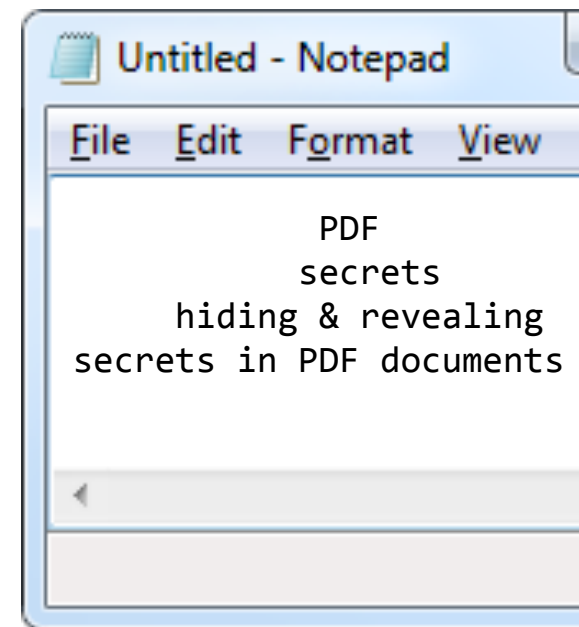 Untitled - Notepad
File Edit Format View
PDF
secrets
hiding & revealing
secrets in PDF documents